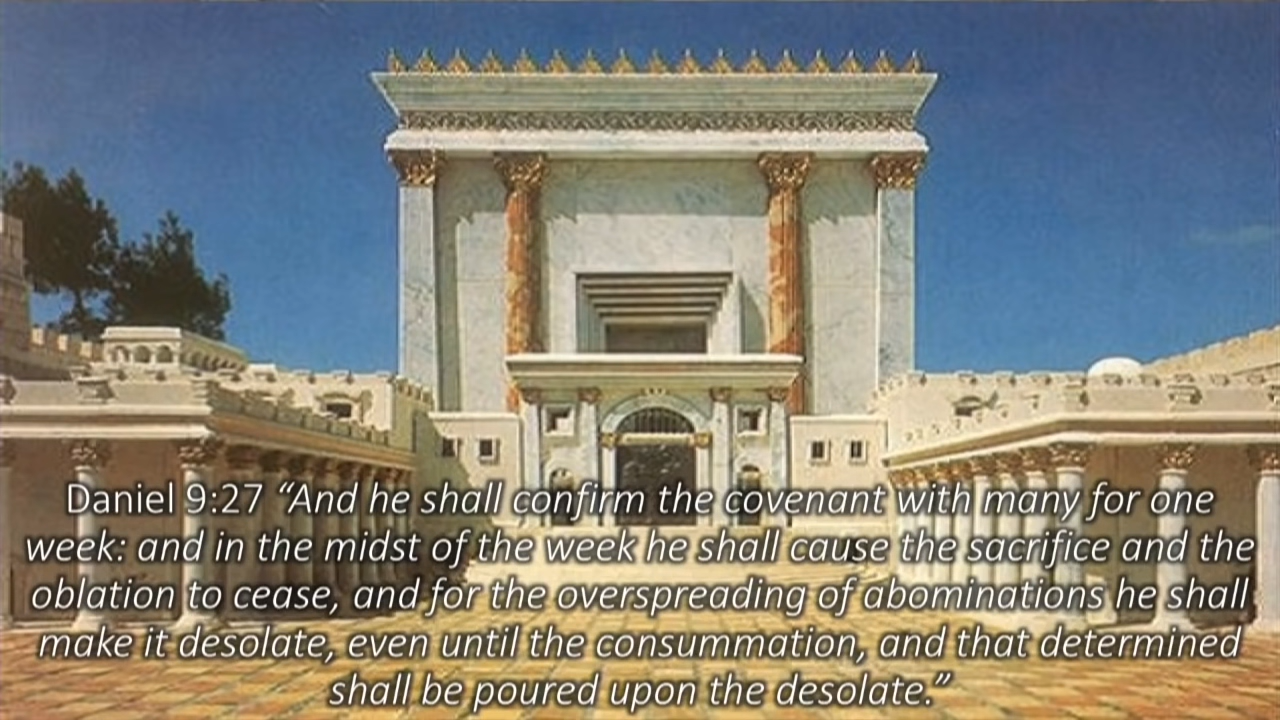 Daniel 9:27 “And he shall confirm the covenant with many for one
week: and in the midst of the week he shall cause the sacrifice and the
oblation to cease, and for the overspreading of abominations he shall
make it desolate, even until the consummation, and that determined
shall be poured upon the desolate.”